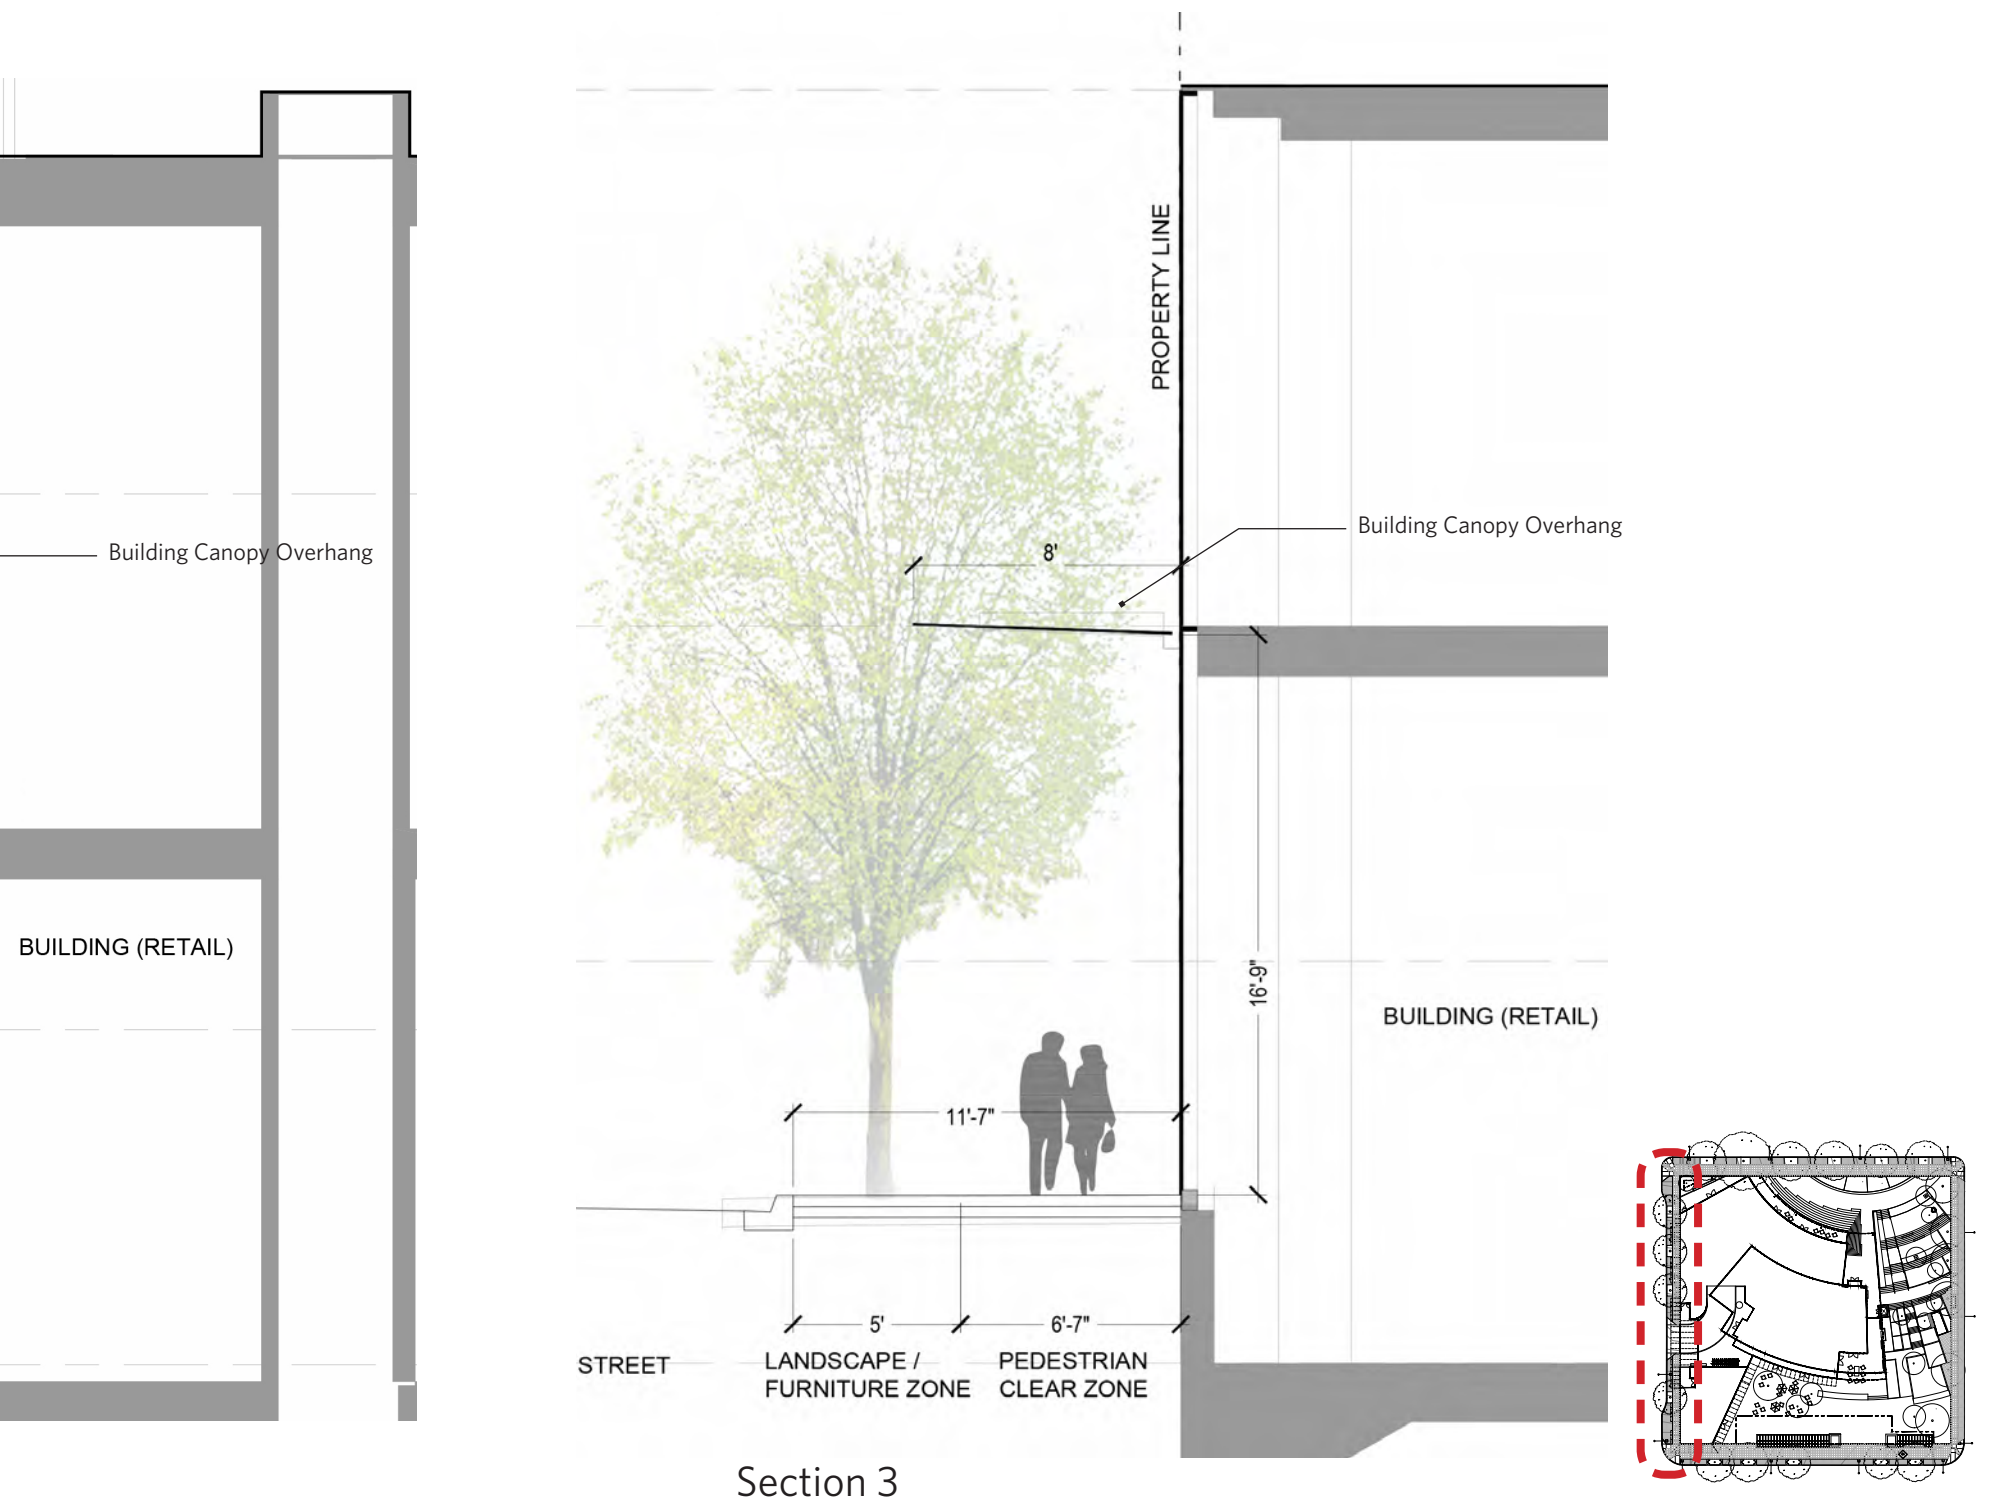 PROPERTY LINE
Building Canopy Overhang
8'
Building Canopy Overhang
BUILDING (RETAIL)
16'-9"
BUILDING (RETAIL)
11'-7"
5'
6'-7"
STREET
LANDSCAPE /
FURNITURE ZONE
PEDESTRIAN
CLEAR ZONE
Section 3